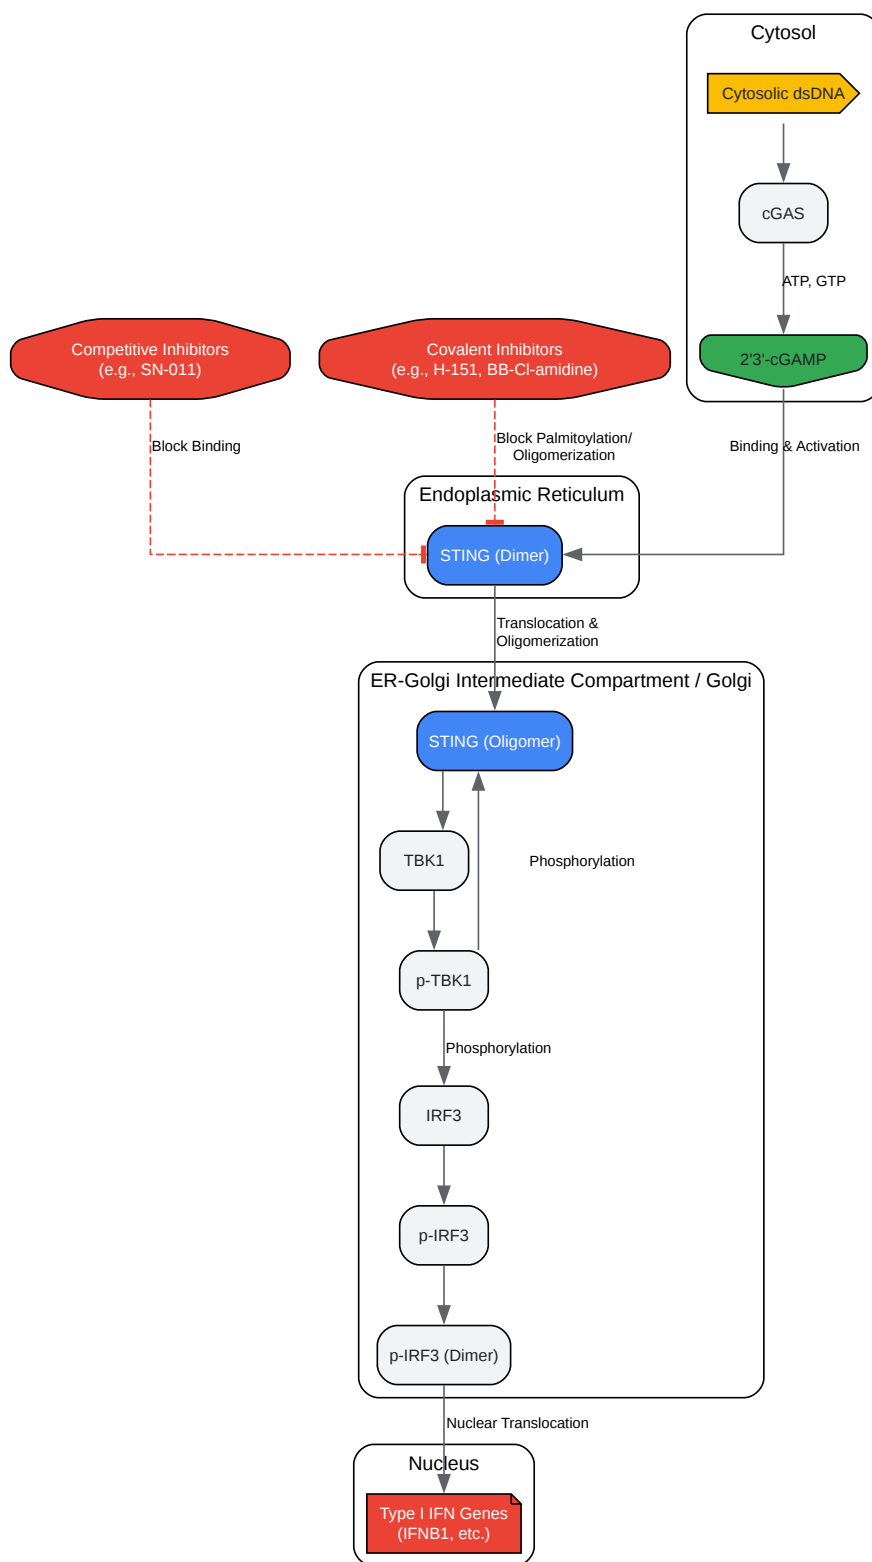 Cytosol
Cytosolic dsDNA
cGAS
ATP, GTP
Competitive Inhibitors
(e.g., SN-011)
Covalent Inhibitors
(e.g., H-151, BB-Cl-amidine)
2'3'-cGAMP
Block Binding
Block Palmitoylation/
Oligomerization
Binding & Activation
Endoplasmic Reticulum
STING (Dimer)
Translocation &
Oligomerization
ER-Golgi Intermediate Compartment / Golgi
STING (Oligomer)
TBK1
Phosphorylation
p-TBK1
Phosphorylation
IRF3
p-IRF3
p-IRF3 (Dimer)
Nuclear Translocation
Nucleus
Type I IFN Genes
(IFNB1, etc.)